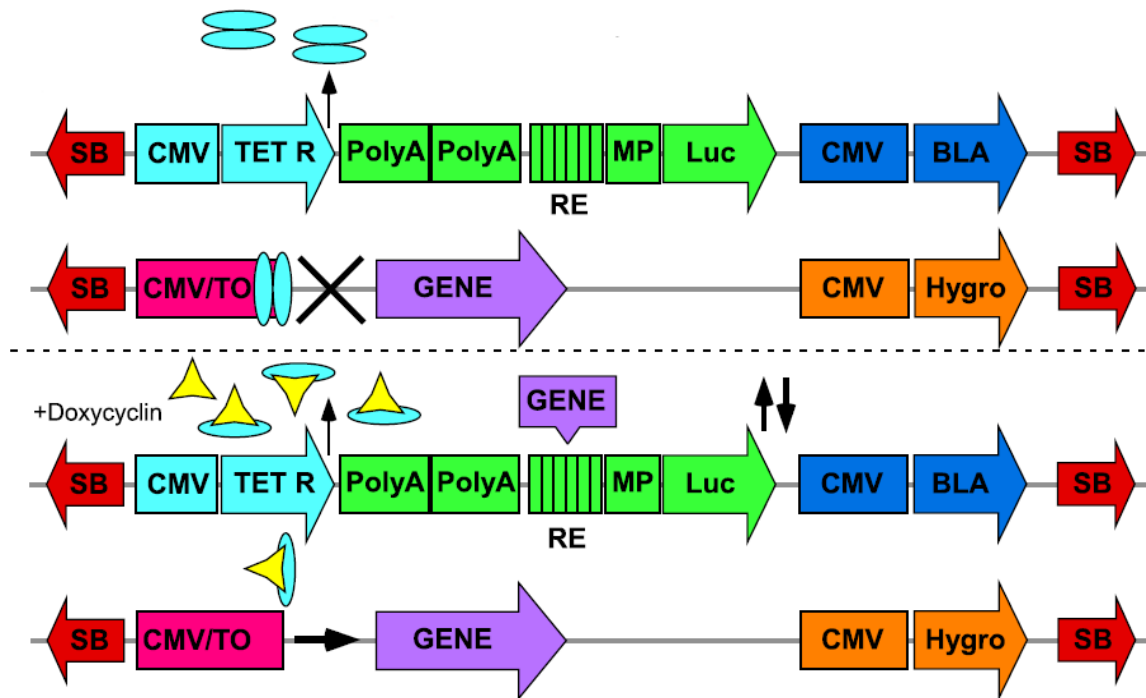 SB CMV TET R PolyA PolyA MP Luc CMV BLA SB
RE
SB CMV/TO GENE CMV Hygro SB
+Doxycyclin
GENE
SB CMV TET R PolyA PolyA MP Luc CMV BLA SB
RE
SB CMV/TO GENE CMV Hygro SB